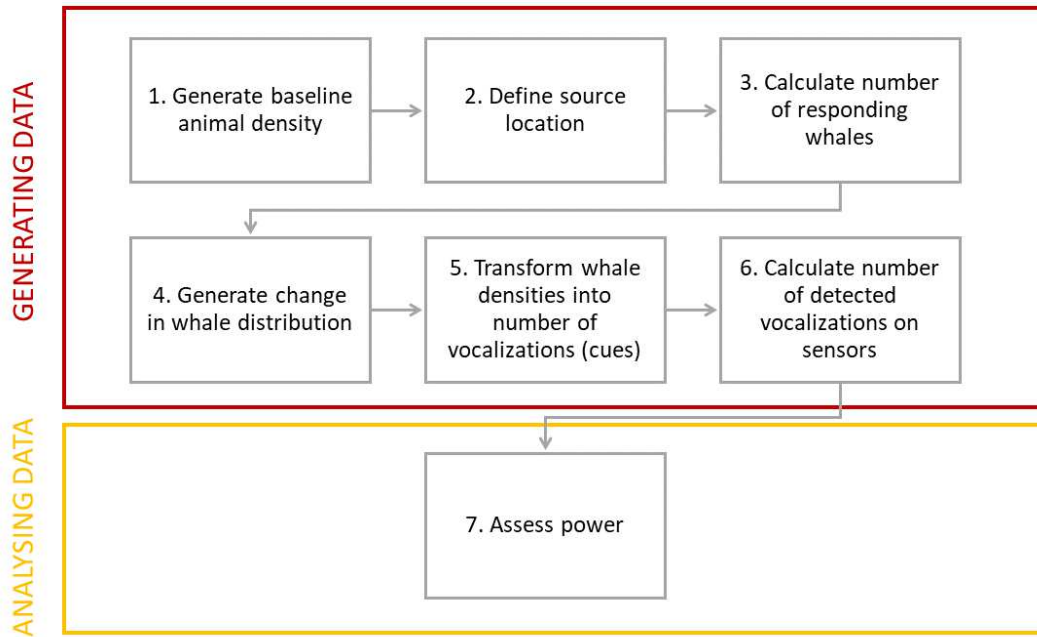 GENERATING DATA
1. Generate baseline
animal density
2. Define source
location
3. Calculate number
of responding
whales
4. Generate change
in whale distribution
5. Transform whale
densities into
number of
vocalizations (cues)
6. Calculate number
of detected
vocalizations on
sensors
ANALYSING DATA
7. Assess power